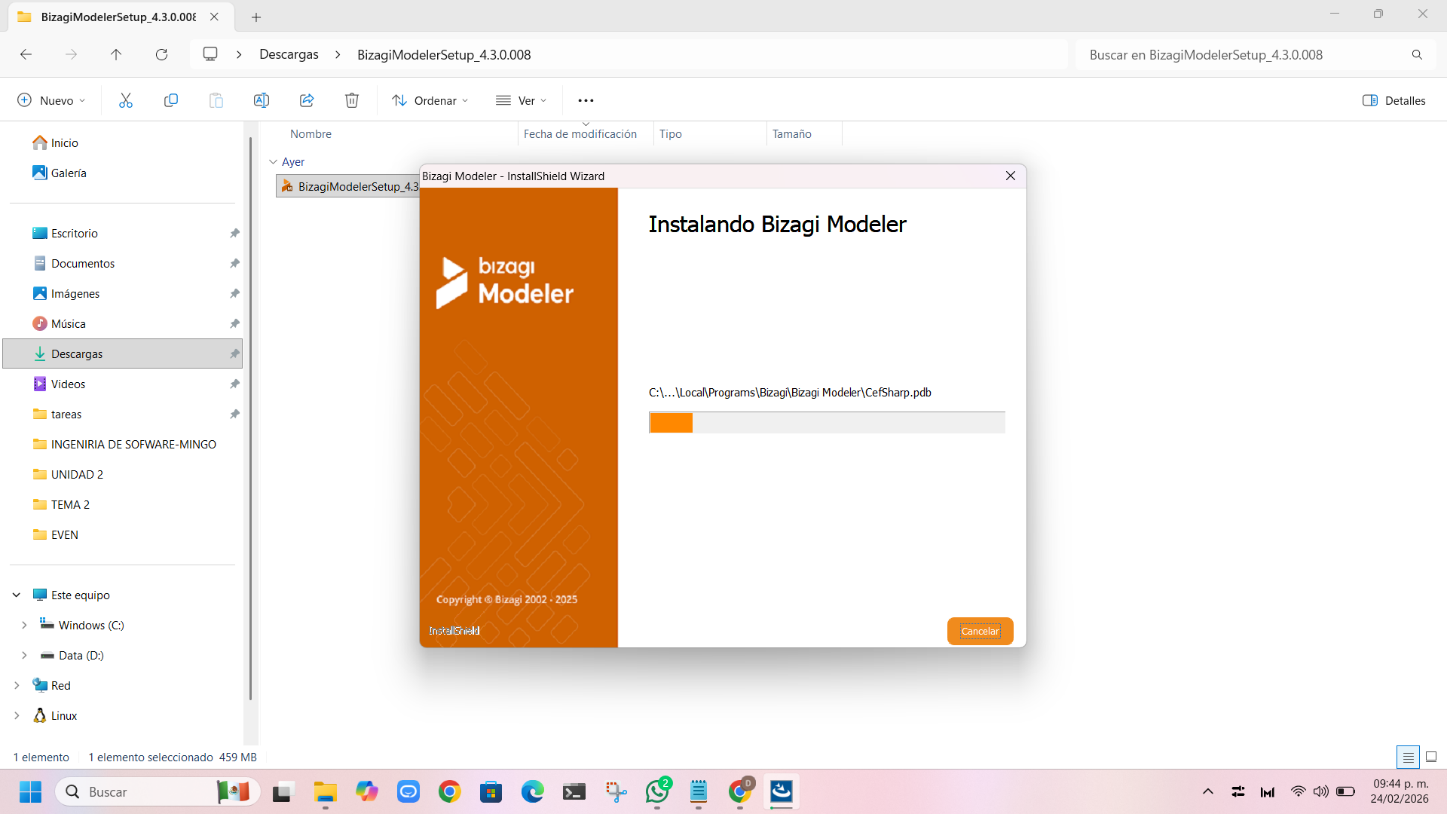 BizagiModelerSetup_4.3.0.008
Descargas
BizagiModelerSetup_4.3.0.008
Buscar en BizagiModelerSetup_4.3.0.008
Nuevo
Ordenar
Ver
Detalles
Inicio
Galería
Escritorio
Documentos
Imágenes
Música
Descargas
Videos
tareas
INGENIRIA DE SOFWARE-MINGO
UNIDAD 2
TEMA 2
EVEN
Este equipo
Windows (C:)
Data (D:)
Red
Linux
Nombre
Fecha de modificación
Tipo
Tamaño
Ayer
BizagiModelerSetup_4.3
Bizagi Modeler - InstallShield Wizard
bizagi
Modeler
Copyright © Bizagi 2002 - 2025
InstallShield
Instalando Bizagi Modeler
C:\...\Local\Programs\Bizagi\Bizagi Modeler\CefSharp.pdb
Cancelar
1 elemento
1 elemento seleccionado 459 MB
Buscar
2
D
09:44 p. m.
24/02/2026